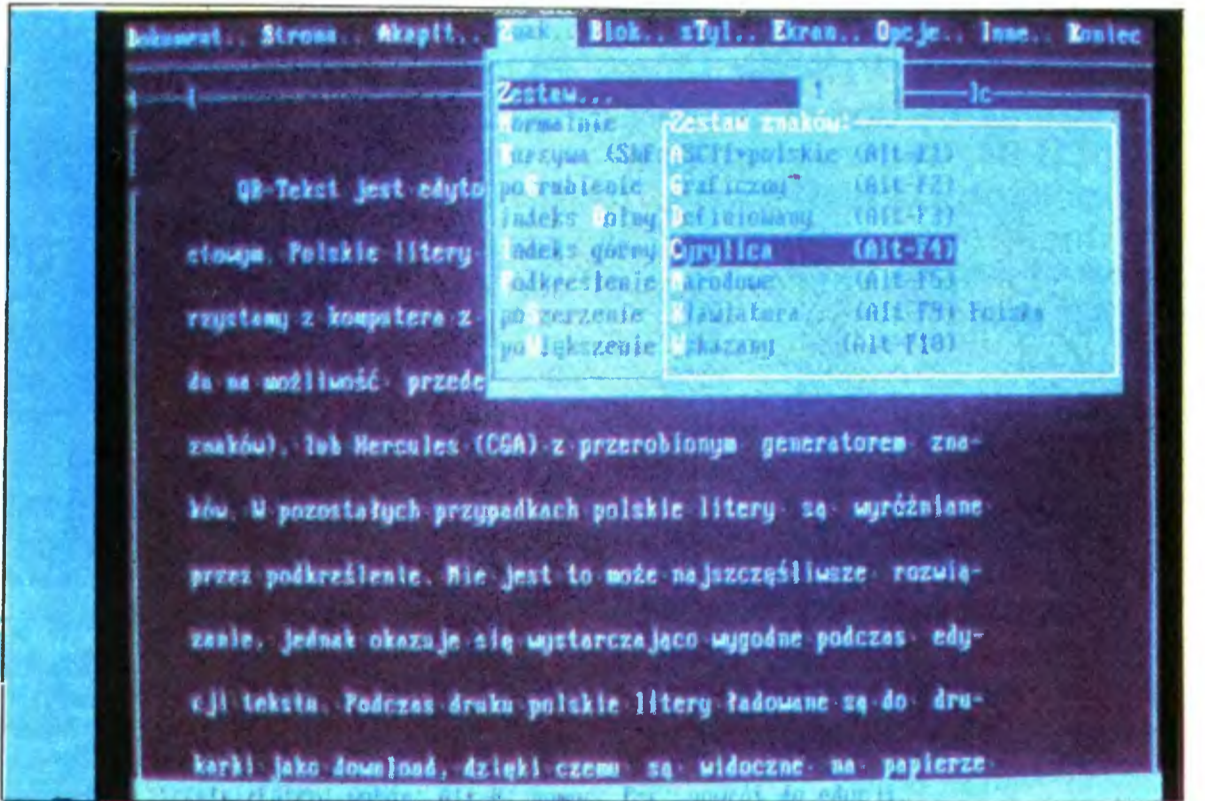 Dokument.. Strona.. Akapit.. Znak.. Blok.. sTyl.. Ekran.. Opcje.. Inne.. Koniec
Zestaw... 1
Normalnie
Kursywa
poGrubienie
indeks Dolny
Indeks górny
Podkreślenie
poSzerzenie
poWiększenie
Zestaw znaków:
ASCII+polskie (Alt-F1)
Graficzny (Alt-F2)
Definiowany (Alt-F3)
Cyrylica (Alt-F4)
Narodowe (Alt-F5)
Klawiatura.. (Alt-F9) Polska
Wskazany (Alt-F10)
QR-Tekst jest edyto
ciowym. Polskie litery
rzystamy z komputera z
da na możliwość przede
znaków), lub Hercules (CGA) z przerobionym generatorem zna-
ków. W pozostałych przypadkach polskie litery są wyróżniane
przez podkreślenie. Nie jest to może najszczęśliwsze rozwią-
zanie, jednak okazuje się wystarczająco wygodne podczas edy-
cji tekstu. Podczas druku polskie litery ładowane są do dru-
karki jako download, dzięki czemu są widoczne na papierze